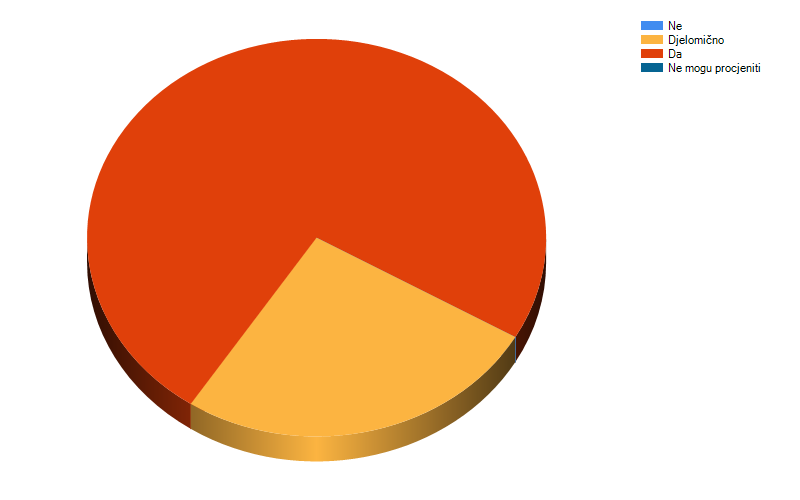 Ne
Djelomično
Da
Ne mogu procjeniti